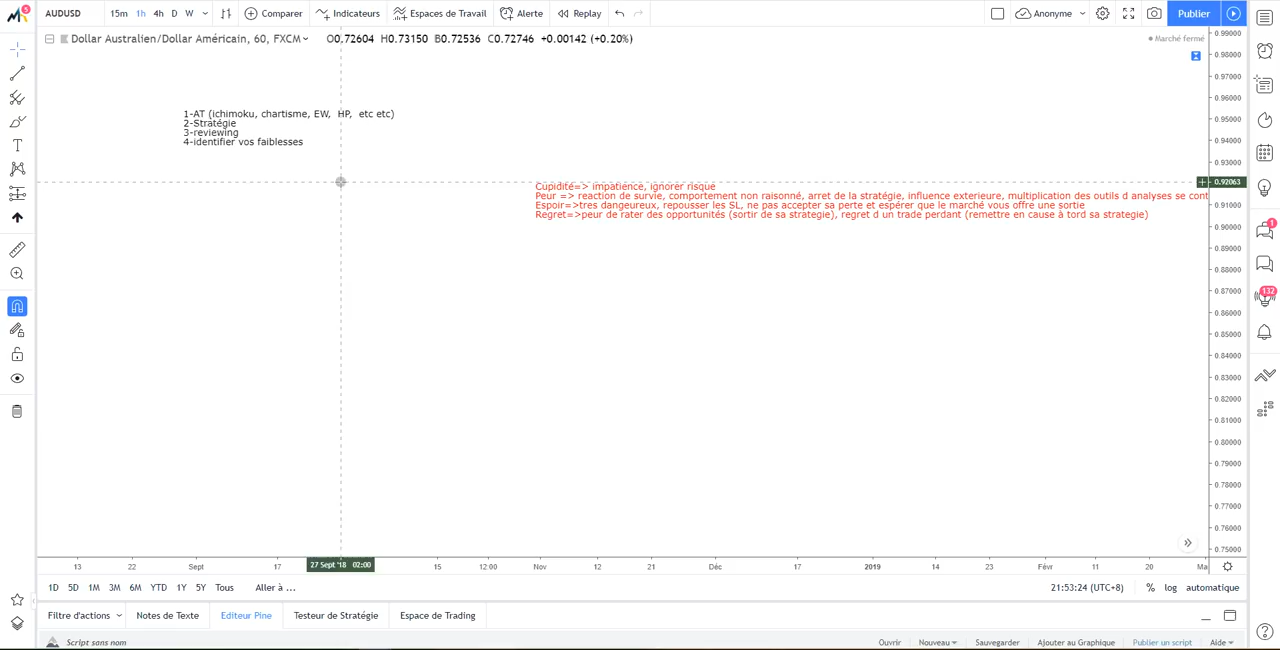 5
AUDUSD 15m 1h 4h D W Comparer Indicateurs Espaces de Travail Alerte Replay Anonyme Publier
Dollar Australien/Dollar Américain, 60, FXCM O0.72604 H0.73150 B0.72536 C0.72746 +0.00142 (+0.20%)
Marché fermé
1-AT (ichimoku, chartisme, EW, HP, etc etc)
2-Stratégie
3-reviewing
4-identifier vos faiblesses
Cupidité=> impatience, ignorer risque
Peur => reaction de survie, comportement non raisonné, arret de la stratégie, influence exterieure, multiplication des outils d analyses se cont
Espoir=>tres dangeureux, repousser les SL, ne pas accepter sa perte et espérer que le marché vous offre une sortie
Regret=>peur de rater des opportunités (sortir de sa strategie), regret d un trade perdant (remettre en cause à tord sa strategie)
0.99000
0.98000
0.97000
0.96000
0.95000
0.94000
0.93000
0.92063
0.91000
0.90000
0.89000
0.88000
0.87000
0.86000
0.85000
0.84000
0.83000
0.82000
0.81000
0.80000
0.79000
0.78000
0.77000
0.76000
0.75000
1
132
13 22 Sept 17 27 Sept '18 02:00 15 12:00 Nov 12 21 Déc 17 2019 14 23 Févr 11 20 Ma
1D 5D 1M 3M 6M YTD 1Y 5Y Tous Aller à ... 21:53:24 (UTC+8) % log automatique
Filtre d'actions Notes de Texte Editeur Pine Testeur de Stratégie Espace de Trading
Script sans nom Ouvrir Nouveau Sauvegarder Ajouter au Graphique Publier un script Aide